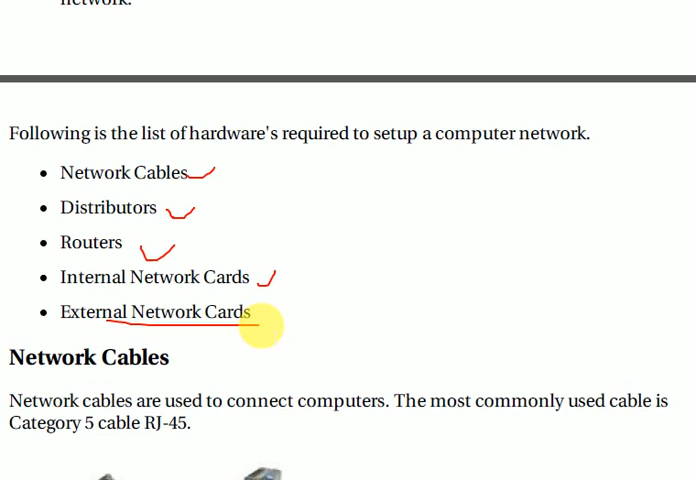 network.
Following is the list of hardware's required to setup a computer network.
• Network Cables
• Distributors
• Routers
• Internal Network Cards
• External Network Cards
Network Cables
Network cables are used to connect computers. The most commonly used cable is
Category 5 cable RJ-45.